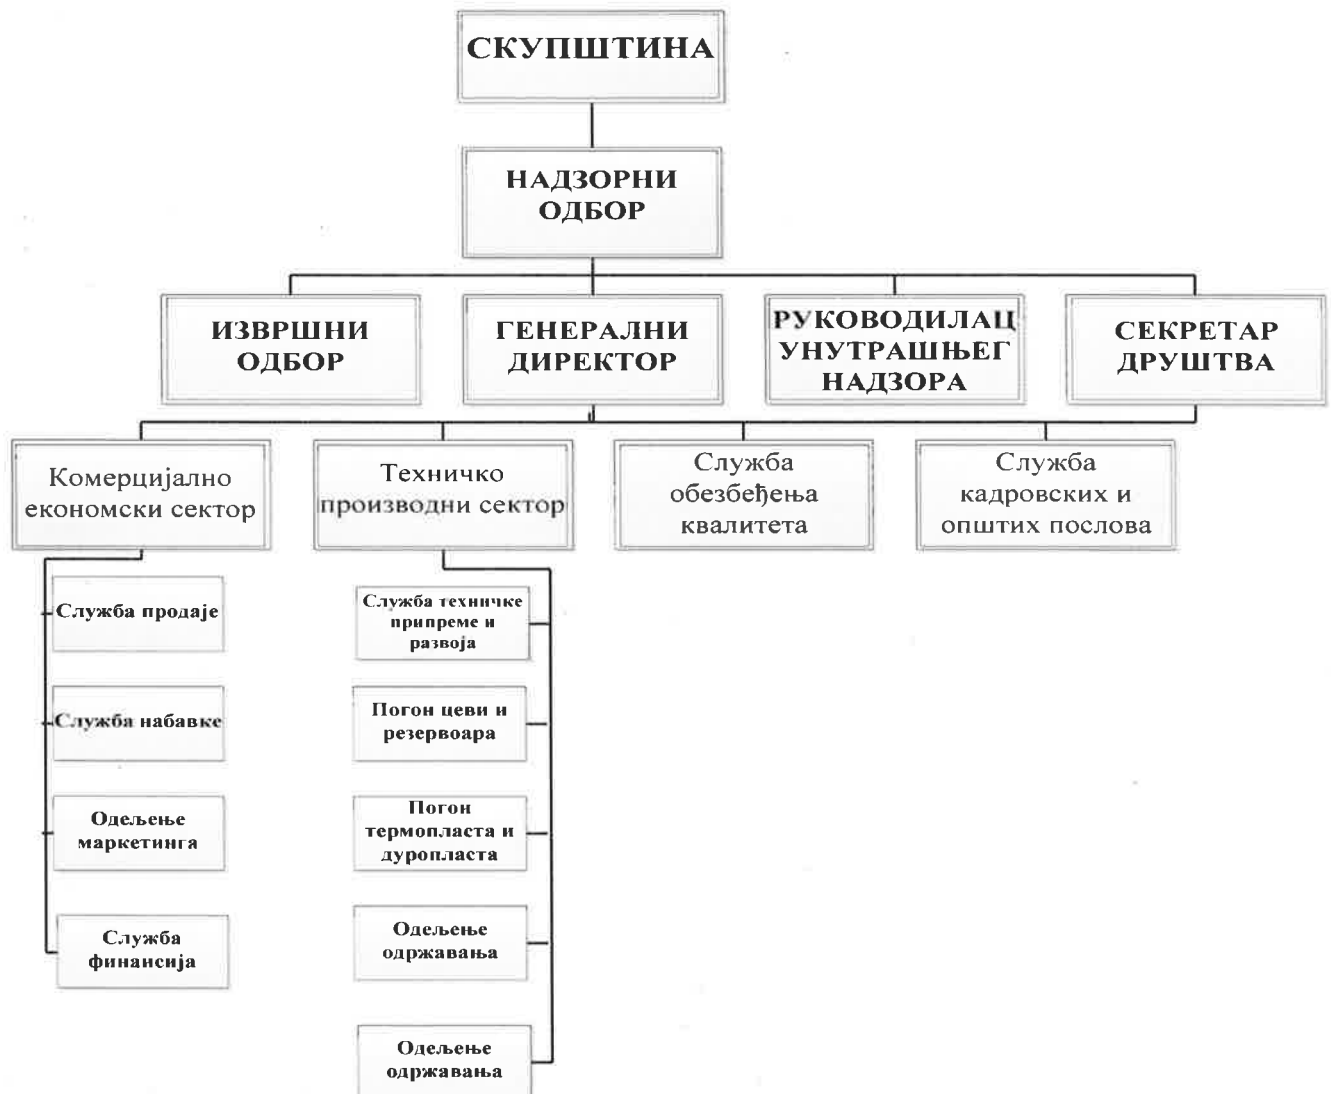 СКУПШТИНА
НАДЗОРНИ
ОДБОР
ИЗВРШНИ
ОДБОР
ГЕНЕРАЛНИ
ДИРЕКТОР
РУКОВОДИЛАЦ
УНУТРАШЊЕГ
НАДЗОРА
СЕКРЕТАР
ДРУШТВА
Комерцијално
економски сектор
Техничко
производни сектор
Служба
обезбеђења
квалитета
Служба
кадровских и
општих послова
Служба продаје
Служба набавке
Одељење
маркетинга
Служба
финансија
Служба техничке
припреме и
развоја
Погон цеви и
резервоара
Погон
термопласта и
дуропласта
Одељење
одржавања
Одељење
одржавања